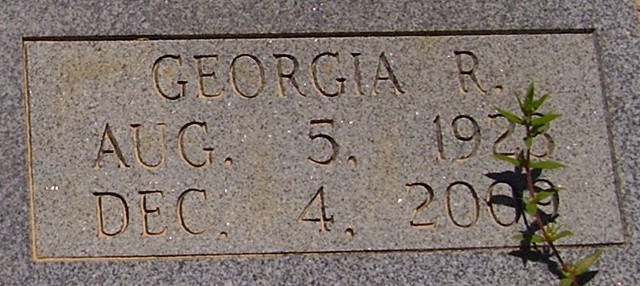 GEORGIA R.
AUG. 5,
DEC. 4,